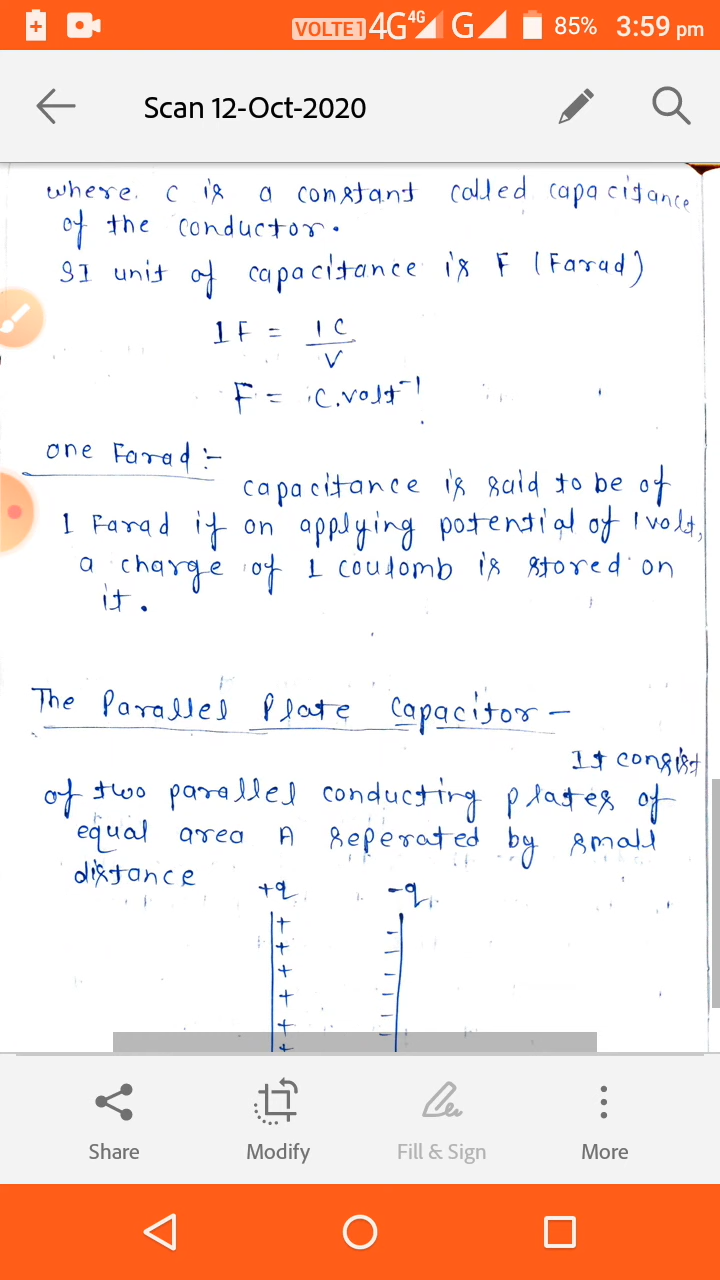 VOLTE1 4G 4G G 85% 3:59 pm
Scan 12-Oct-2020
where. C is a constant called capacitance
of the conductor.
SI unit of capacitance is F (Farad)
1F = 1C
V
F = C.volt⁻¹
one Farad :-
capacitance is said to be of
1 Farad if on applying potential of 1 volt,
a charge of 1 coulomb is stored on
it.
The Parallel Plate Capacitor -
It consist
of two parallel conducting plates of
equal area A seperated by small
distance
+q -q
+ -
+ -
+ -
+ -
+ -
+
Share Modify Fill & Sign More